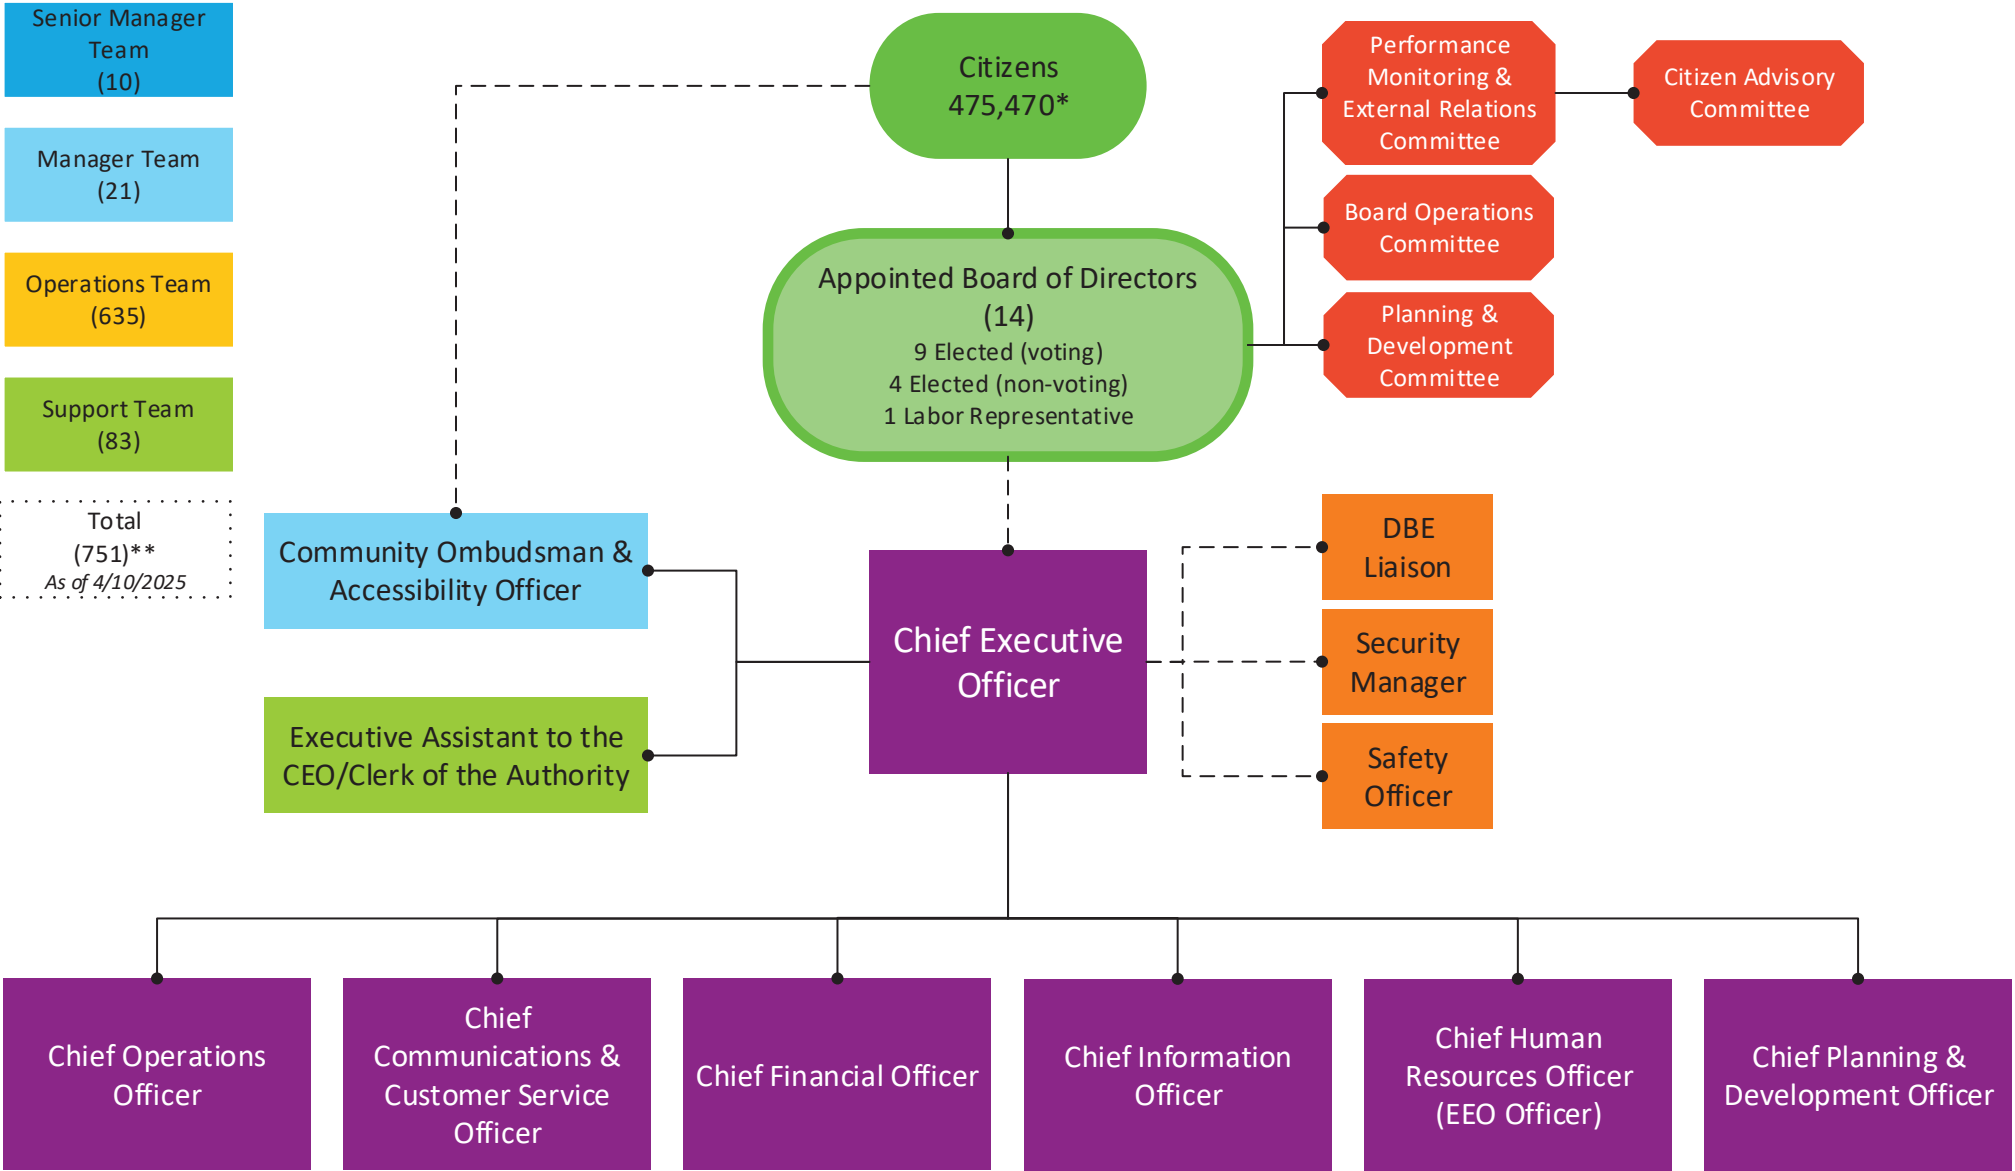 Senior Manager
Team
(10)
Manager Team
(21)
Operations Team
(635)
Support Team
(83)
Total
(751)**
As of 4/10/2025
Citizens
475,470*
Appointed Board of Directors
(14)
9 Elected (voting)
4 Elected (non-voting)
1 Labor Representative
Performance
Monitoring &
External Relations
Committee
Citizen Advisory
Committee
Board Operations
Committee
Planning &
Development
Committee
Community Ombudsman &
Accessibility Officer
Executive Assistant to the
CEO/Clerk of the Authority
Chief Executive
Officer
DBE
Liaison
Security
Manager
Safety
Officer
Chief Operations
Officer
Chief
Communications &
Customer Service
Officer
Chief Financial Officer
Chief Information
Officer
Chief Human
Resources Officer
(EEO Officer)
Chief Planning &
Development Officer